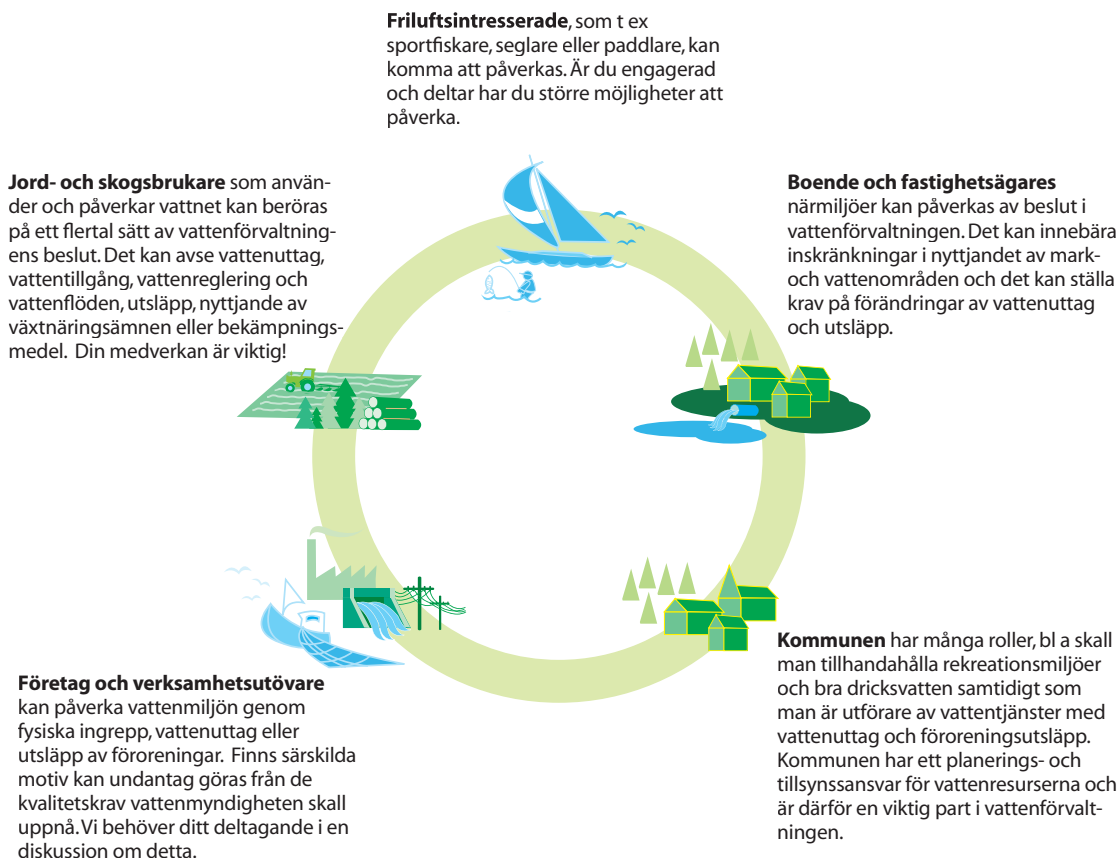 Friluftsintresserade, som t ex
sportfiskare, seglare eller paddlare, kan
komma att påverkas. Är du engagerad
och deltar har du större möjligheter att
påverka.
Jord- och skogsbrukare som använ-
der och påverkar vattnet kan beröras
på ett flertal sätt av vattenförvaltning-
ens beslut. Det kan avse vattenuttag,
vattentillgång, vattenreglering och
vattenflöden, utsläpp, nyttjande av
växtnäringsämnen eller bekämpnings-
medel. Din medverkan är viktig!
Boende och fastighetsägares
närmiljöer kan påverkas av beslut i
vattenförvaltningen. Det kan innebära
inskränkningar i nyttjandet av mark-
och vattenområden och det kan ställa
krav på förändringar av vattenuttag
och utsläpp.
Företag och verksamhetsutövare
kan påverka vattenmiljön genom
fysiska ingrepp, vattenuttag eller
utsläpp av föroreningar. Finns särskilda
motiv kan undantag göras från de
kvalitetskrav vattenmyndigheten skall
uppnå. Vi behöver ditt deltagande i en
diskussion om detta.
Kommunen har många roller, bl a skall
man tillhandahålla rekreationsmiljöer
och bra dricksvatten samtidigt som
man är utförare av vattentjänster med
vattenuttag och föroreningsutsläpp.
Kommunen har ett planerings- och
tillsynssansvar för vattenresurserna och
är därför en viktig part i vattenförvalt-
ningen.